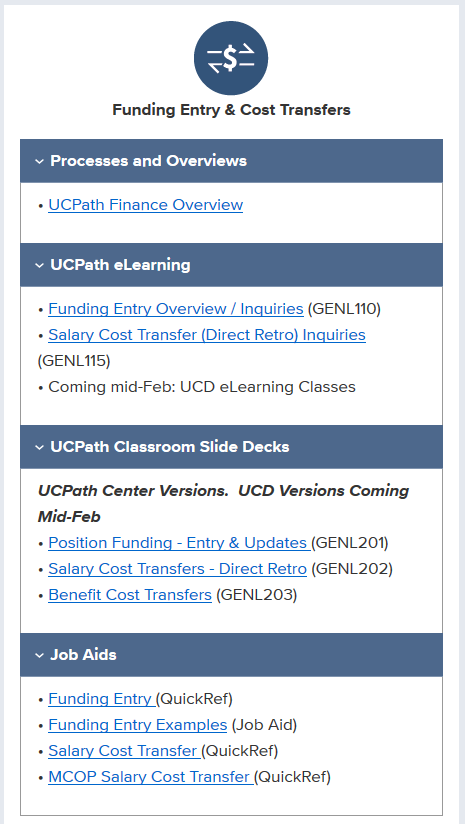 $
Funding Entry & Cost Transfers
Processes and Overviews
• UCPath Finance Overview
UCPath eLearning
• Funding Entry Overview / Inquiries (GENL110)
• Salary Cost Transfer (Direct Retro) Inquiries
(GENL115)
• Coming mid-Feb: UCD eLearning Classes
UCPath Classroom Slide Decks
UCPath Center Versions.  UCD Versions Coming
Mid-Feb
• Position Funding - Entry & Updates (GENL201)
• Salary Cost Transfers - Direct Retro (GENL202)
• Benefit Cost Transfers (GENL203)
Job Aids
• Funding Entry (QuickRef)
• Funding Entry Examples (Job Aid)
• Salary Cost Transfer (QuickRef)
• MCOP Salary Cost Transfer (QuickRef)